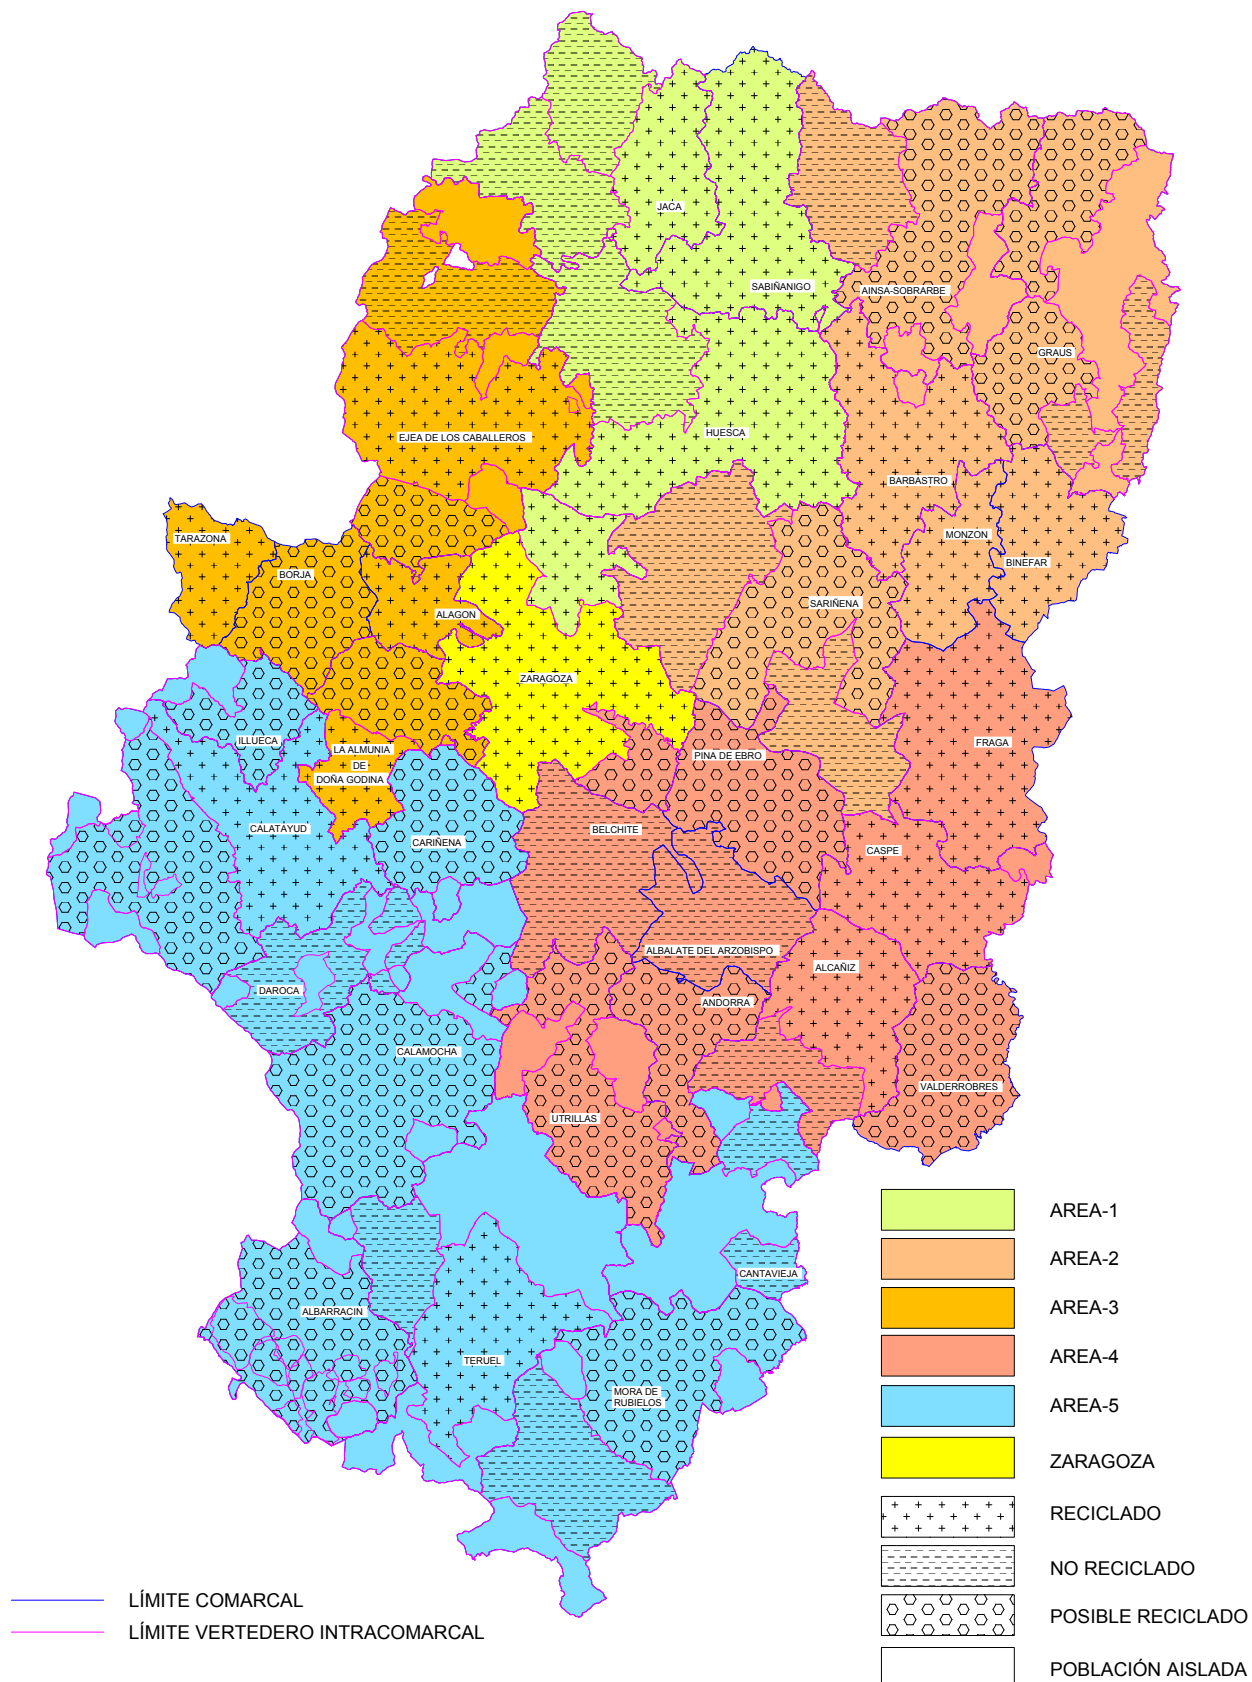 JACA
SABIÑANIGO
AINSA-SOBRARBE
GRAUS
HUESCA
EJEA DE LOS CABALLEROS
BARBASTRO
TARAZONA
MONZON
BINEFAR
BORJA
SARIÑENA
ALAGON
ZARAGOZA
ILLUECA
FRAGA
LA ALMUNIA
DE
DOÑA GODINA
PINA DE EBRO
CALATAYUD
BELCHITE
CARIÑENA
CASPE
ALBALATE DEL ARZOBISPO
ALCAÑIZ
DAROCA
ANDORRA
CALAMOCHA
VALDERROBRES
UTRILLAS
CANTAVIEJA
ALBARRACIN
TERUEL
MORA DE
RUBIELOS
AREA-1
AREA-2
AREA-3
AREA-4
AREA-5
ZARAGOZA
RECICLADO
NO RECICLADO
POSIBLE RECICLADO
POBLACIÓN AISLADA
LÍMITE COMARCAL
LÍMITE VERTEDERO INTRACOMARCAL